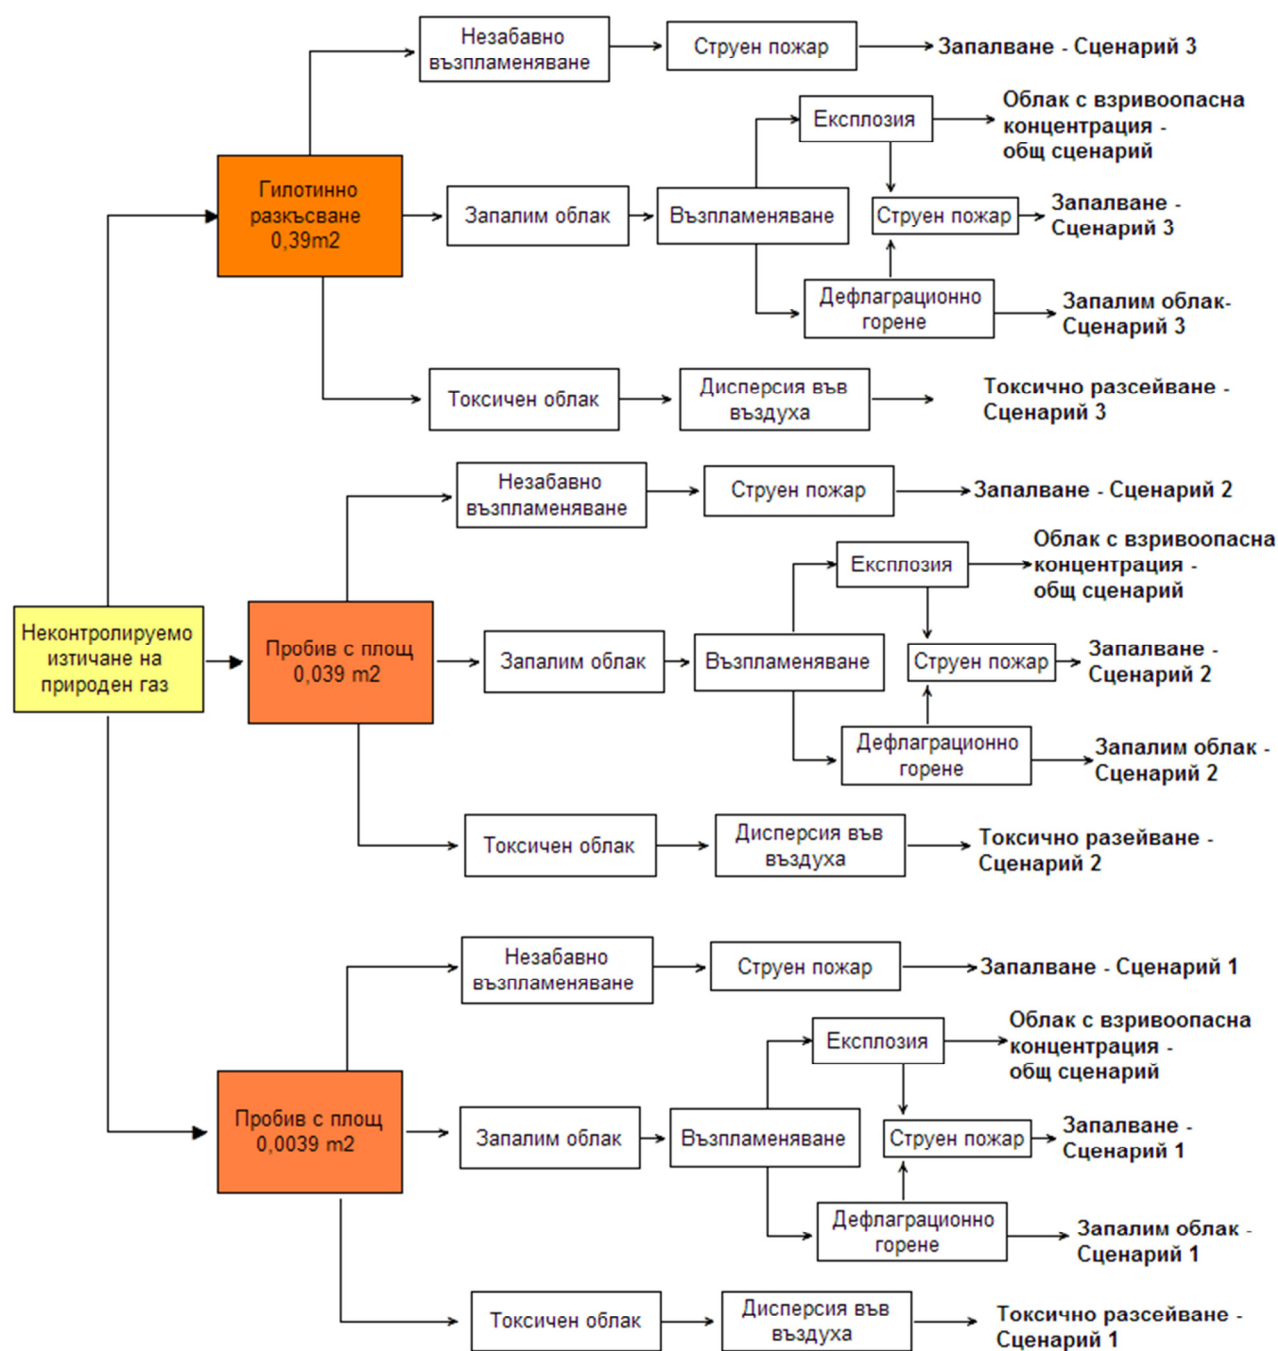 Незабавно
възпламеняване
Струен пожар
Запалване - Сценарий 3
Облак с взривоопасна
концентрация -
общ сценарий
Експлозия
Гилотинно
разкъсване
0,39m2
Запалим облак
Възпламеняване
Струен пожар
Запалване -
Сценарий 3
Дефлаграционно
горене
Запалим облак-
Сценарий 3
Токсичен облак
Дисперсия във
въздуха
Токсично разсейване -
Сценарий 3
Незабавно
възпламеняване
Струен пожар
Запалване - Сценарий 2
Облак с взривоопасна
концентрация -
общ сценарий
Експлозия
Неконтролируемо
изтичане на
природен газ
Пробив с площ
0,039 m2
Запалим облак
Възпламеняване
Струен пожар
Запалване -
Сценарий 2
Дефлаграционно
горене
Запалим облак -
Сценарий 2
Токсичен облак
Дисперсия във
въздуха
Токсично разейване -
Сценарий 2
Незабавно
възпламеняване
Струен пожар
Запалване - Сценарий 1
Облак с взривоопасна
концентрация -
общ сценарий
Експлозия
Пробив с площ
0,0039 m2
Запалим облак
Възпламеняване
Струен пожар
Запалване -
Сценарий 1
Дефлаграционно
горене
Запалим облак -
Сценарий 1
Токсичен облак
Дисперсия във
въздуха
Токсично разсейване -
Сценарий 1